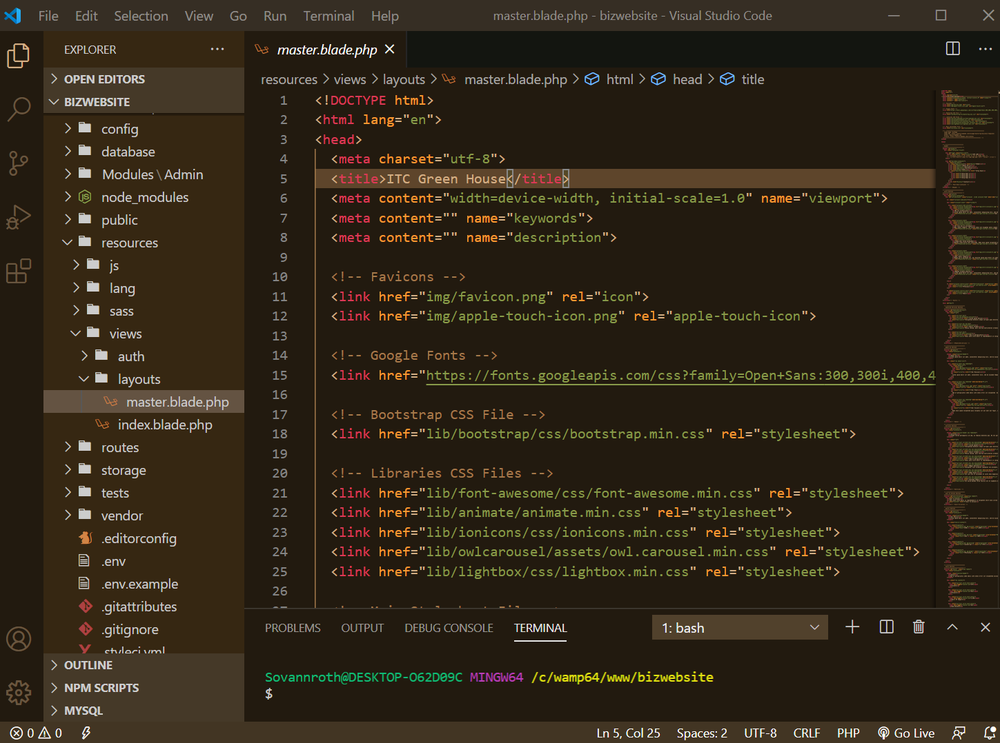 File Edit Selection View Go Run Terminal Help master.blade.php - bizwebsite - Visual Studio Code
EXPLORER
OPEN EDITORS
BIZWEBSITE
config
database
Modules \ Admin
node_modules
public
resources
js
lang
sass
views
auth
layouts
master.blade.php
index.blade.php
routes
storage
tests
vendor
.editorconfig
.env
.env.example
.gitattributes
.gitignore
.styleci.yml
OUTLINE
NPM SCRIPTS
MYSQL
master.blade.php
resources > views > layouts > master.blade.php > html > head > title
1 <!DOCTYPE html>
2 <html lang="en">
3 <head>
4 <meta charset="utf-8">
5 <title>ITC Green House</title>
6 <meta content="width=device-width, initial-scale=1.0" name="viewport">
7 <meta content="" name="keywords">
8 <meta content="" name="description">
9
10 <!-- Favicons -->
11 <link href="img/favicon.png" rel="icon">
12 <link href="img/apple-touch-icon.png" rel="apple-touch-icon">
13
14 <!-- Google Fonts -->
15 <link href="https://fonts.googleapis.com/css?family=Open+Sans:300,300i,400,4
16
17 <!-- Bootstrap CSS File -->
18 <link href="lib/bootstrap/css/bootstrap.min.css" rel="stylesheet">
19
20 <!-- Libraries CSS Files -->
21 <link href="lib/font-awesome/css/font-awesome.min.css" rel="stylesheet">
22 <link href="lib/animate/animate.min.css" rel="stylesheet">
23 <link href="lib/ionicons/css/ionicons.min.css" rel="stylesheet">
24 <link href="lib/owlcarousel/assets/owl.carousel.min.css" rel="stylesheet">
25 <link href="lib/lightbox/css/lightbox.min.css" rel="stylesheet">
26
PROBLEMS OUTPUT DEBUG CONSOLE TERMINAL 1: bash
Sovannroth@DESKTOP-O62D09C MINGW64 /c/wamp64/www/bizwebsite
$
0 0 Ln 5, Col 25 Spaces: 2 UTF-8 CRLF PHP Go Live